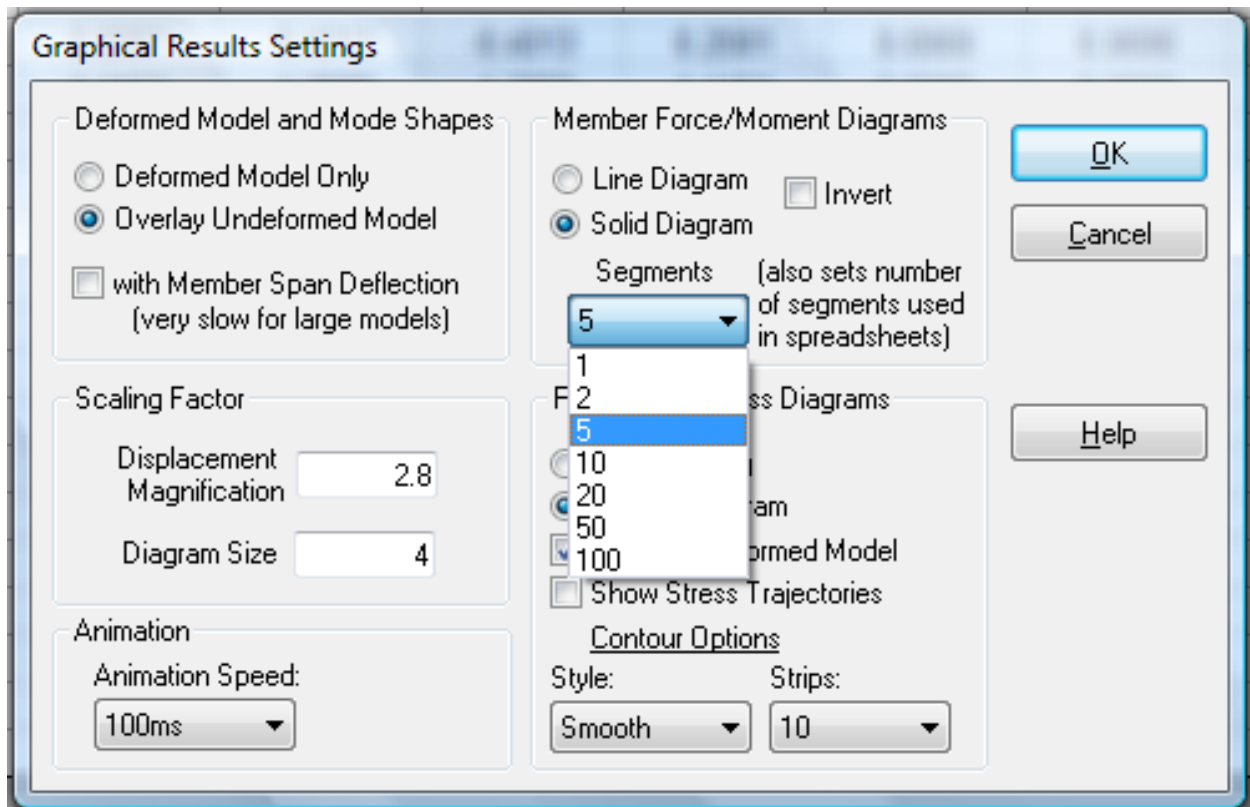 Graphical Results Settings
Deformed Model and Mode Shapes
Deformed Model Only
Overlay Undeformed Model
with Member Span Deflection
(very slow for large models)
Scaling Factor
Displacement
Magnification
2.8
Diagram Size
4
Animation
Animation Speed:
100ms
Member Force/Moment Diagrams
Line Diagram
Invert
Solid Diagram
Segments
(also sets number
of segments used
in spreadsheets)
5
1
2
5
10
20
50
100
Diagrams
Model
Show Stress Trajectories
Contour Options
Style:
Strips:
Smooth
10
OK
Cancel
Help